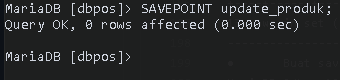 MariaDB [dbpos]> SAVEPOINT update_produk;
Query OK, 0 rows affected (0.000 sec)
MariaDB [dbpos]>